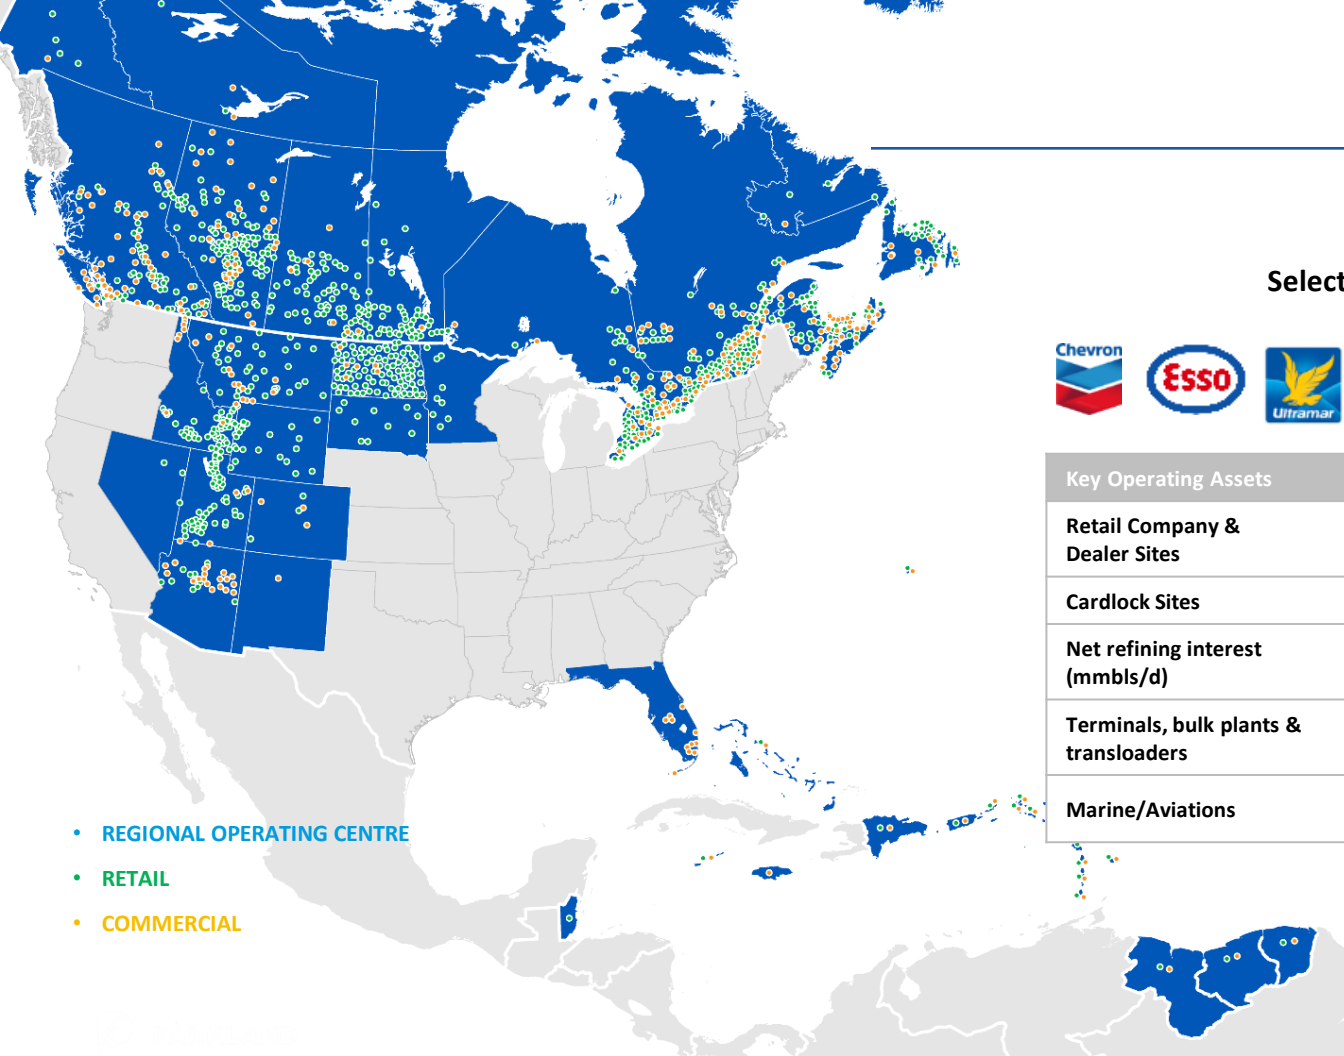 Select
Chevron
Esso
Ultramar
Key Operating Assets
Retail Company &
Dealer Sites
Cardlock Sites
Net refining interest
(mmbls/d)
Terminals, bulk plants &
transloaders
Marine/Aviations
• REGIONAL OPERATING CENTRE
• RETAIL
• COMMERCIAL